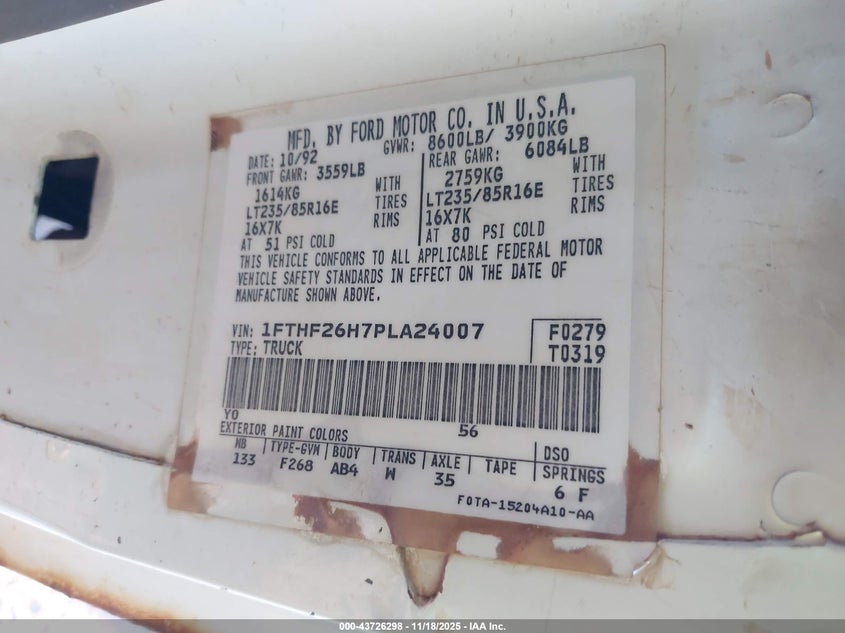 MFD. BY FORD MOTOR CO. IN U.S.A.
DATE: 10/92 GVWR: 8600LB/ 3900KG
FRONT GAWR: 3559LB REAR GAWR: 6084LB
1614KG WITH 2759KG WITH
LT235/85R16E TIRES LT235/85R16E TIRES
16X7K RIMS 16X7K RIMS
AT 51 PSI COLD AT 80 PSI COLD
THIS VEHICLE CONFORMS TO ALL APPLICABLE FEDERAL MOTOR
VEHICLE SAFETY STANDARDS IN EFFECT ON THE DATE OF
MANUFACTURE SHOWN ABOVE.
VIN: 1FTHF26H7PLA24007 F0279
TYPE: TRUCK T0319
YO 56
EXTERIOR PAINT COLORS DSO
WB TYPE-GVW BODY TRANS AXLE TAPE SPRINGS
133 F268 AB4 W 35 6 F
F0TA-15204A10-AA
000-43726298 | 11/18/2025 | IAA Inc.